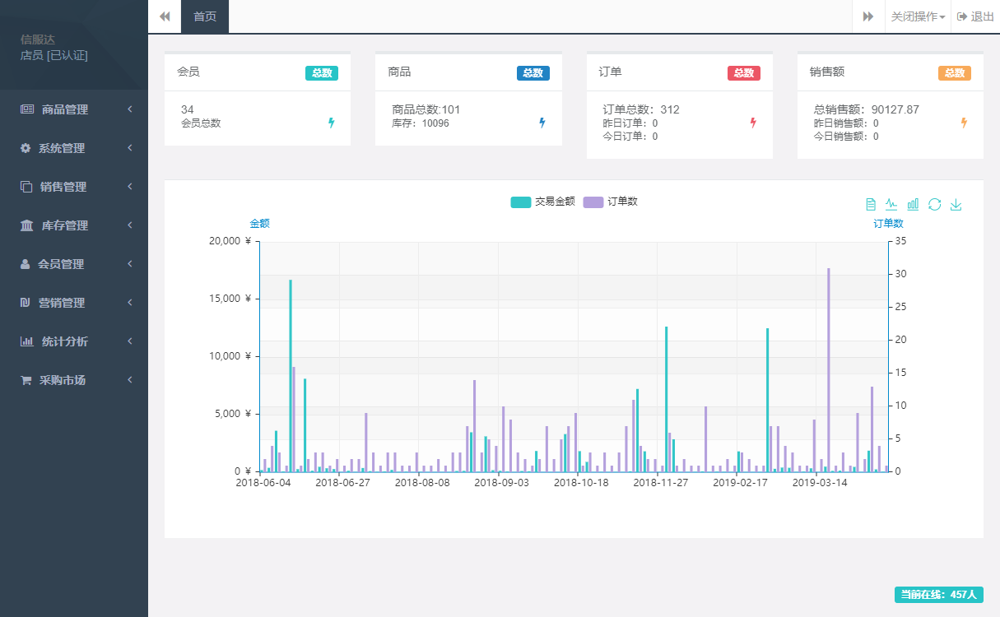 信服达
店员 [已认证]
商品管理
系统管理
销售管理
库存管理
会员管理
营销管理
统计分析
采购市场
首页
关闭操作
退出
会员
总数
34
会员总数
商品
总数
商品总数:101
库存：10096
订单
总数
订单总数：312
昨日订单：0
今日订单：0
销售额
总数
总销售额：90127.87
昨日销售额：0
今日销售额：0
交易金额
订单数
金额
订单数
20,000 ¥
15,000 ¥
10,000 ¥
5,000 ¥
0 ¥
35
30
25
20
15
10
5
0
2018-06-04
2018-06-27
2018-08-08
2018-09-03
2018-10-18
2018-11-27
2019-02-17
2019-03-14
当前在线：457人